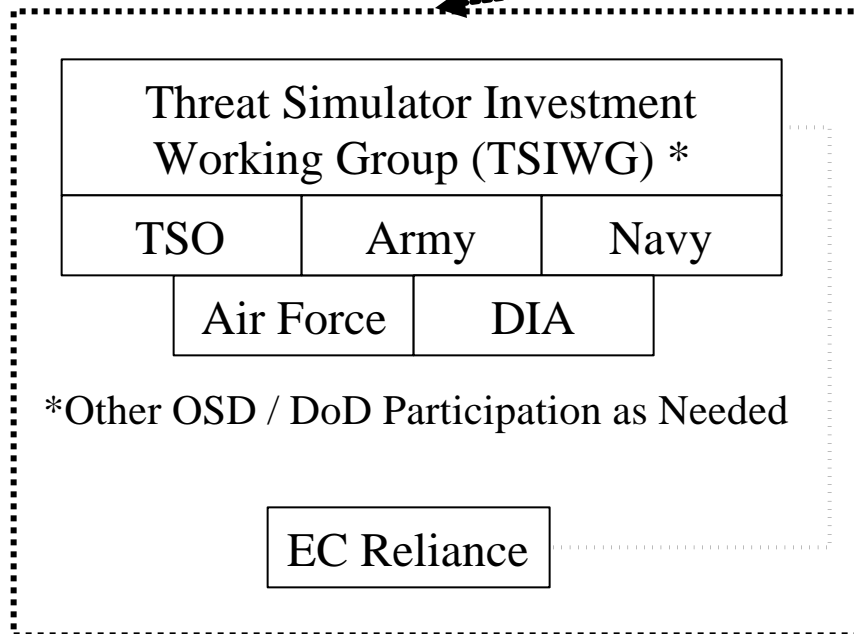 Threat Simulator Investment
Working Group (TSIWG) *
TSO Army Navy
Air Force DIA
*Other OSD / DoD Participation as Needed
EC Reliance